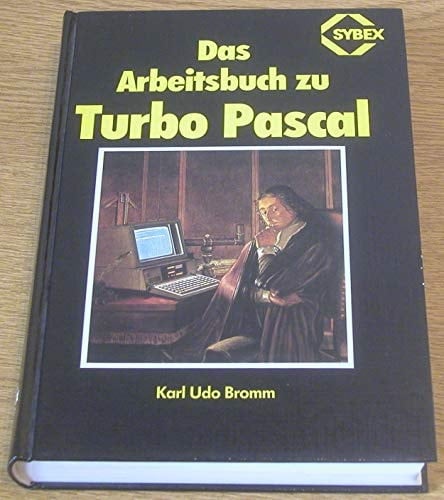 SYBEX
Das
Arbeitsbuch zu
Turbo Pascal
Karl Udo Bromm